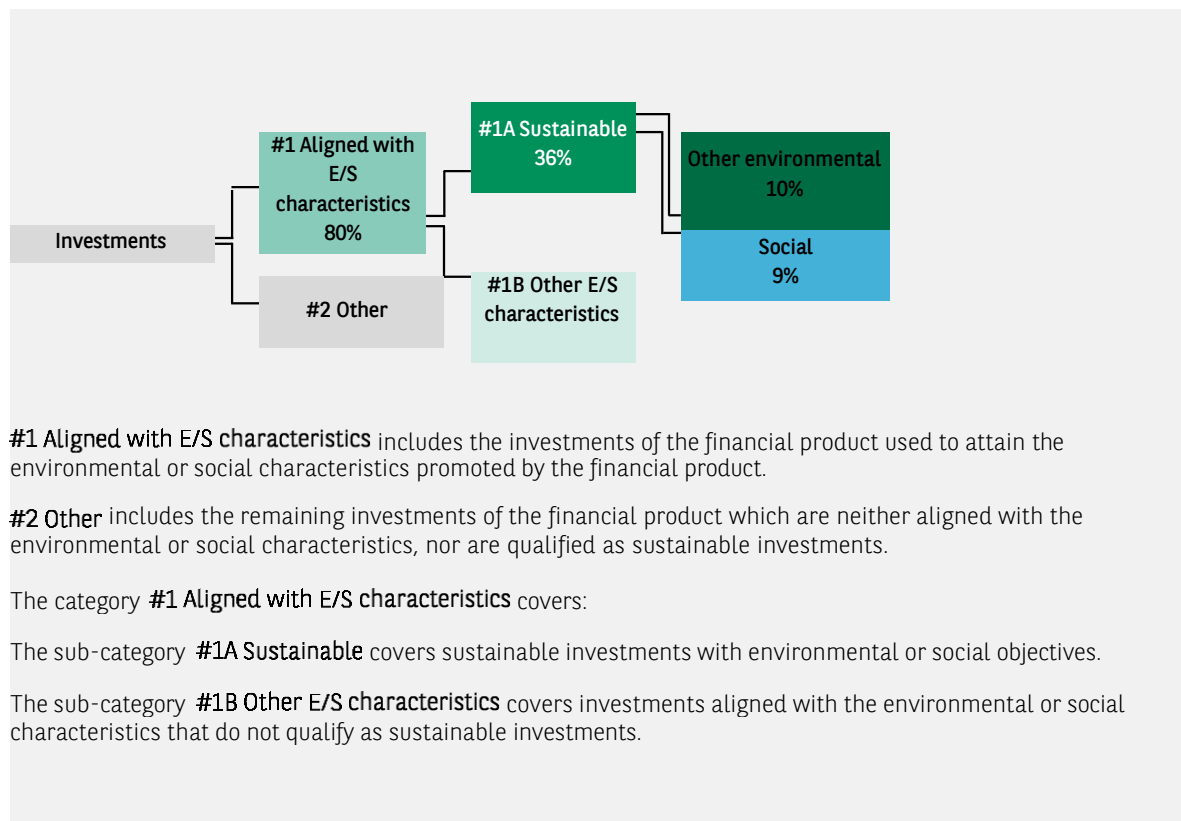 #1A Sustainable
36%
#1 Aligned with
E/S
characteristics
80%
Other environmental
10%
Investments
Social
9%
#2 Other
#1B Other E/S
characteristics
#1 Aligned with E/S characteristics includes the investments of the financial product used to attain the
environmental or social characteristics promoted by the financial product.
#2 Other includes the remaining investments of the financial product which are neither aligned with the
environmental or social characteristics, nor are qualified as sustainable investments.
The category #1 Aligned with E/S characteristics covers:
The sub-category #1A Sustainable covers sustainable investments with environmental or social objectives.
The sub-category #1B Other E/S characteristics covers investments aligned with the environmental or social
characteristics that do not qualify as sustainable investments.